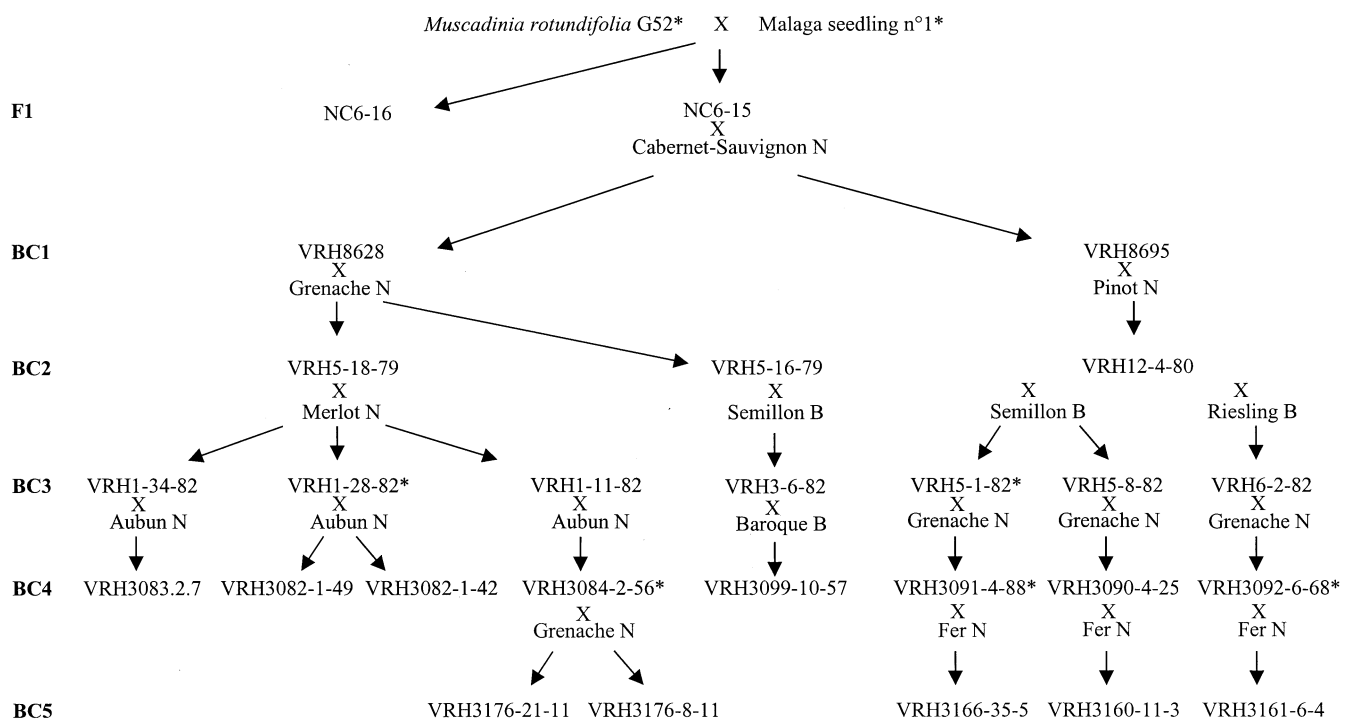 Muscadinia rotundifolia G52* X Malaga seedling n°1*
F1 NC6-16 NC6-15
X
Cabernet-Sauvignon N
BC1 VRH8628 VRH8695
X X
Grenache N Pinot N
BC2 VRH5-18-79 VRH5-16-79 VRH12-4-80
X X X X
Merlot N Semillon B Semillon B Riesling B
BC3 VRH1-34-82 VRH1-28-82* VRH1-11-82 VRH3-6-82 VRH5-1-82* VRH5-8-82 VRH6-2-82
X X X X X X X
Aubun N Aubun N Aubun N Baroque B Grenache N Grenache N Grenache N
BC4 VRH3083.2.7 VRH3082-1-49 VRH3082-1-42 VRH3084-2-56* VRH3099-10-57 VRH3091-4-88* VRH3090-4-25 VRH3092-6-68*
X X X X
Grenache N Fer N Fer N Fer N
BC5 VRH3176-21-11 VRH3176-8-11 VRH3166-35-5 VRH3160-11-3 VRH3161-6-4